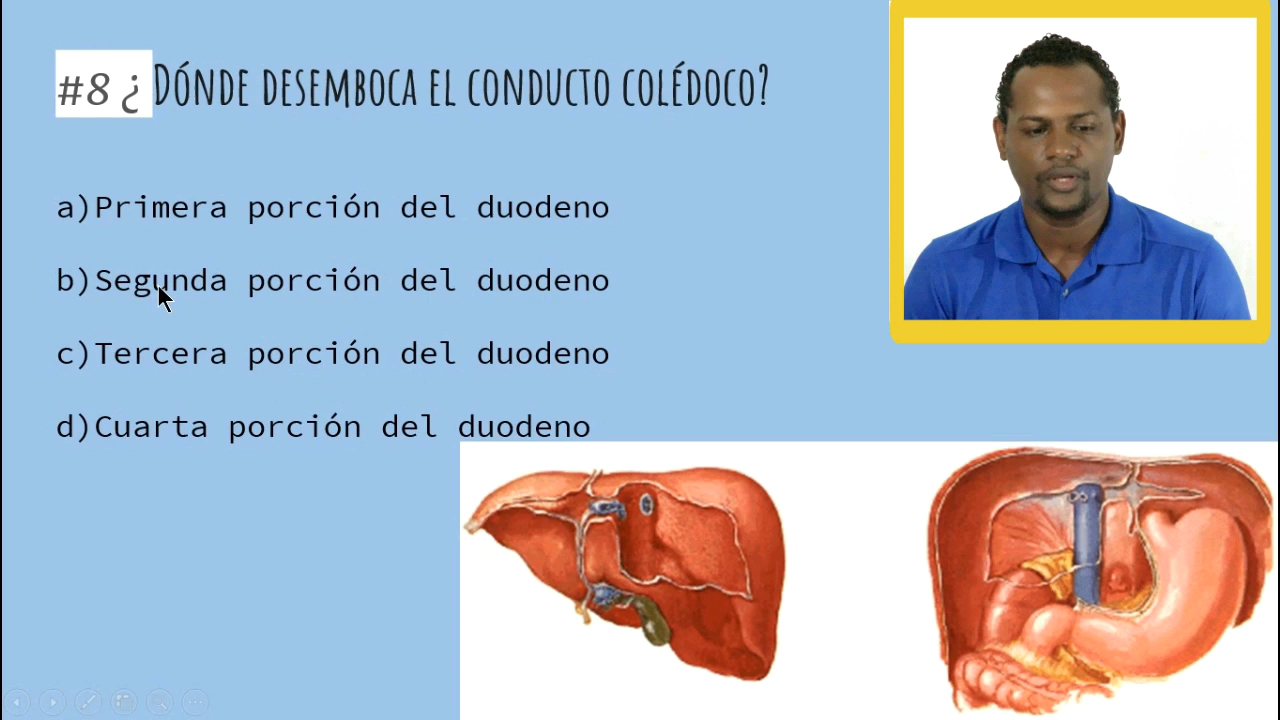 #8 ¿ Dónde desemboca el conducto colédoco?
a)Primera porción del duodeno
b)Segunda porción del duodeno
c)Tercera porción del duodeno
d)Cuarta porción del duodeno